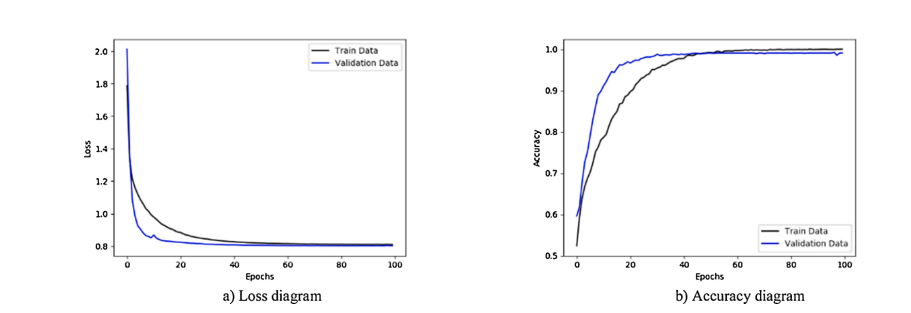 2.0
1.8
1.6
1.4
1.2
1.0
0.8
Loss
Train Data
Validation Data
0 20 40 60 80 100
Epochs
a) Loss diagram
1.0
0.9
0.8
0.7
0.6
0.5
Accuracy
Train Data
Validation Data
0 20 40 60 80 100
Epochs
b) Accuracy diagram